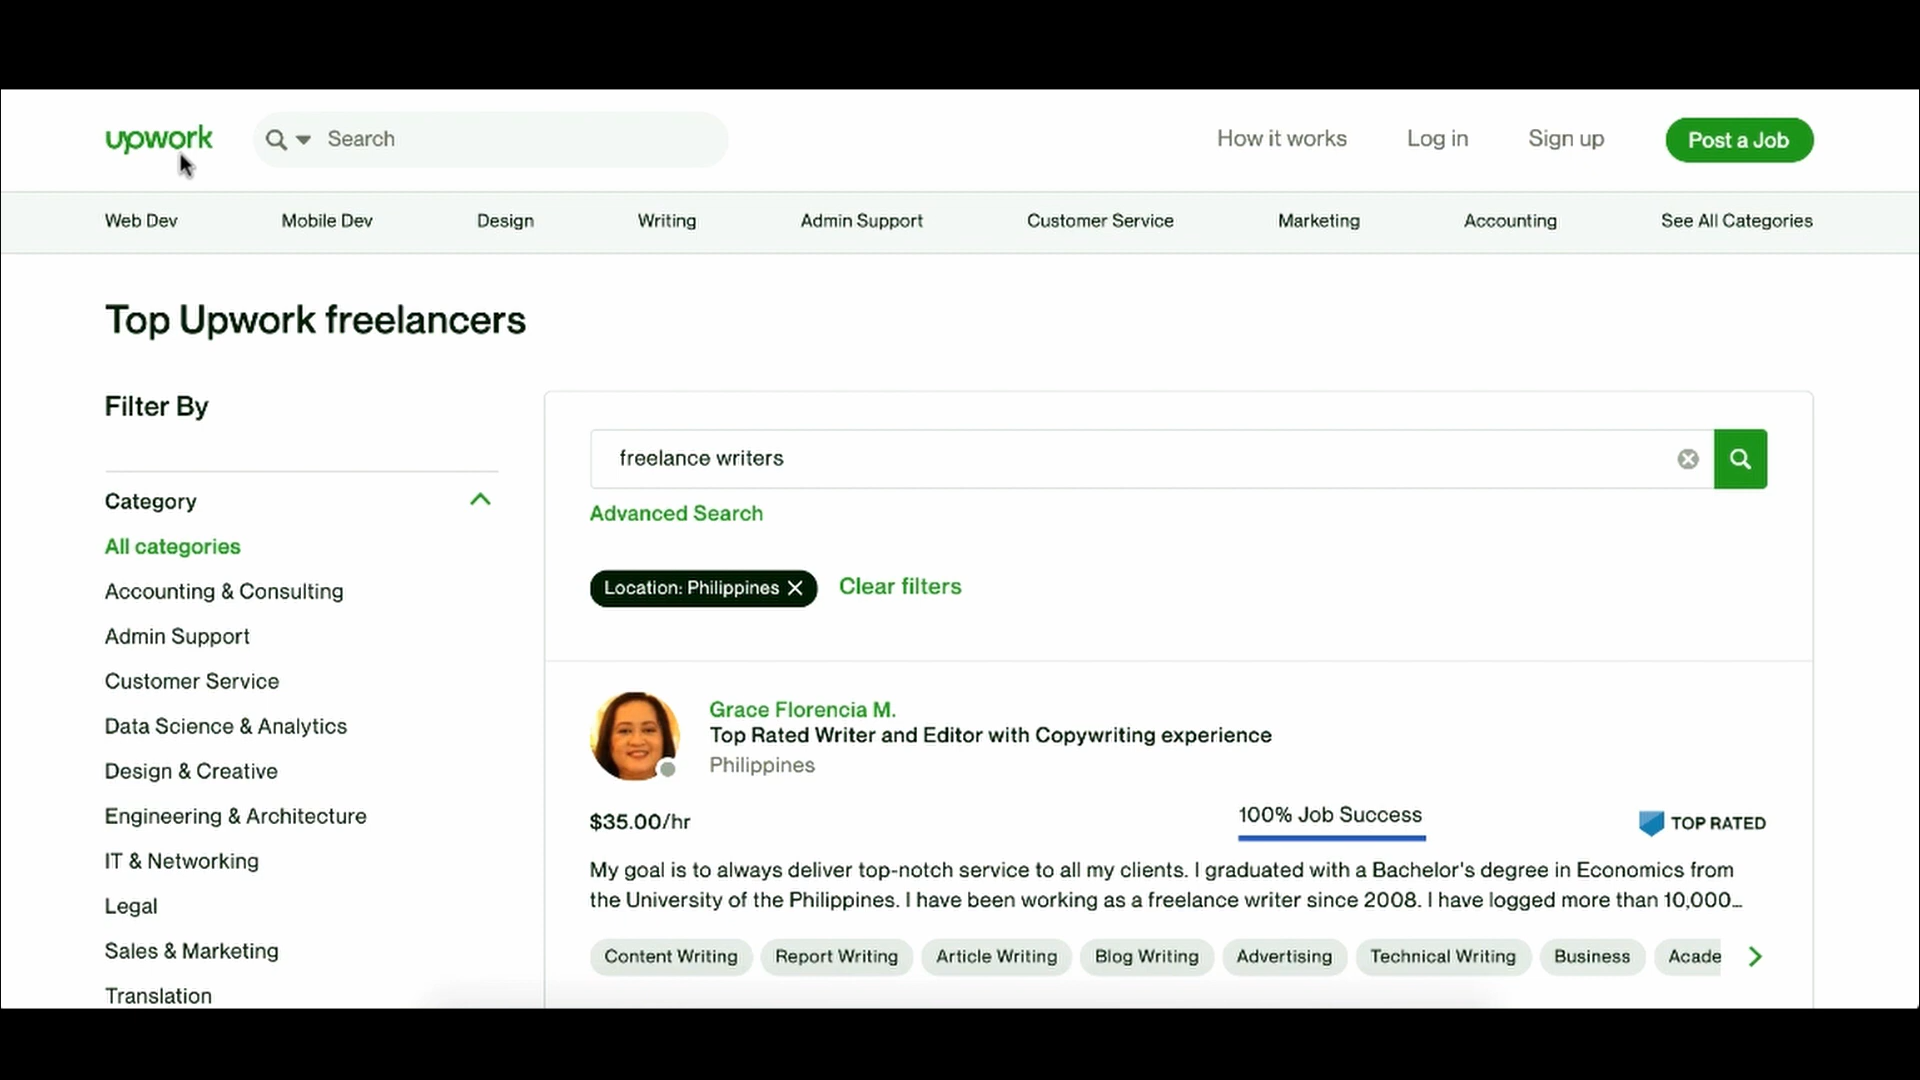 upwork
Search
How it works
Log in
Sign up
Post a Job
Web Dev
Mobile Dev
Design
Writing
Admin Support
Customer Service
Marketing
Accounting
See All Categories
Top Upwork freelancers
Filter By
Category
All categories
Accounting & Consulting
Admin Support
Customer Service
Data Science & Analytics
Design & Creative
Engineering & Architecture
IT & Networking
Legal
Sales & Marketing
Translation
freelance writers
Advanced Search
Location: Philippines
Clear filters
Grace Florencia M.
Top Rated Writer and Editor with Copywriting experience
Philippines
$35.00/hr
100% Job Success
TOP RATED
My goal is to always deliver top-notch service to all my clients. I graduated with a Bachelor's degree in Economics from
the University of the Philippines. I have been working as a freelance writer since 2008. I have logged more than 10,000…
Content Writing
Report Writing
Article Writing
Blog Writing
Advertising
Technical Writing
Business
Acade